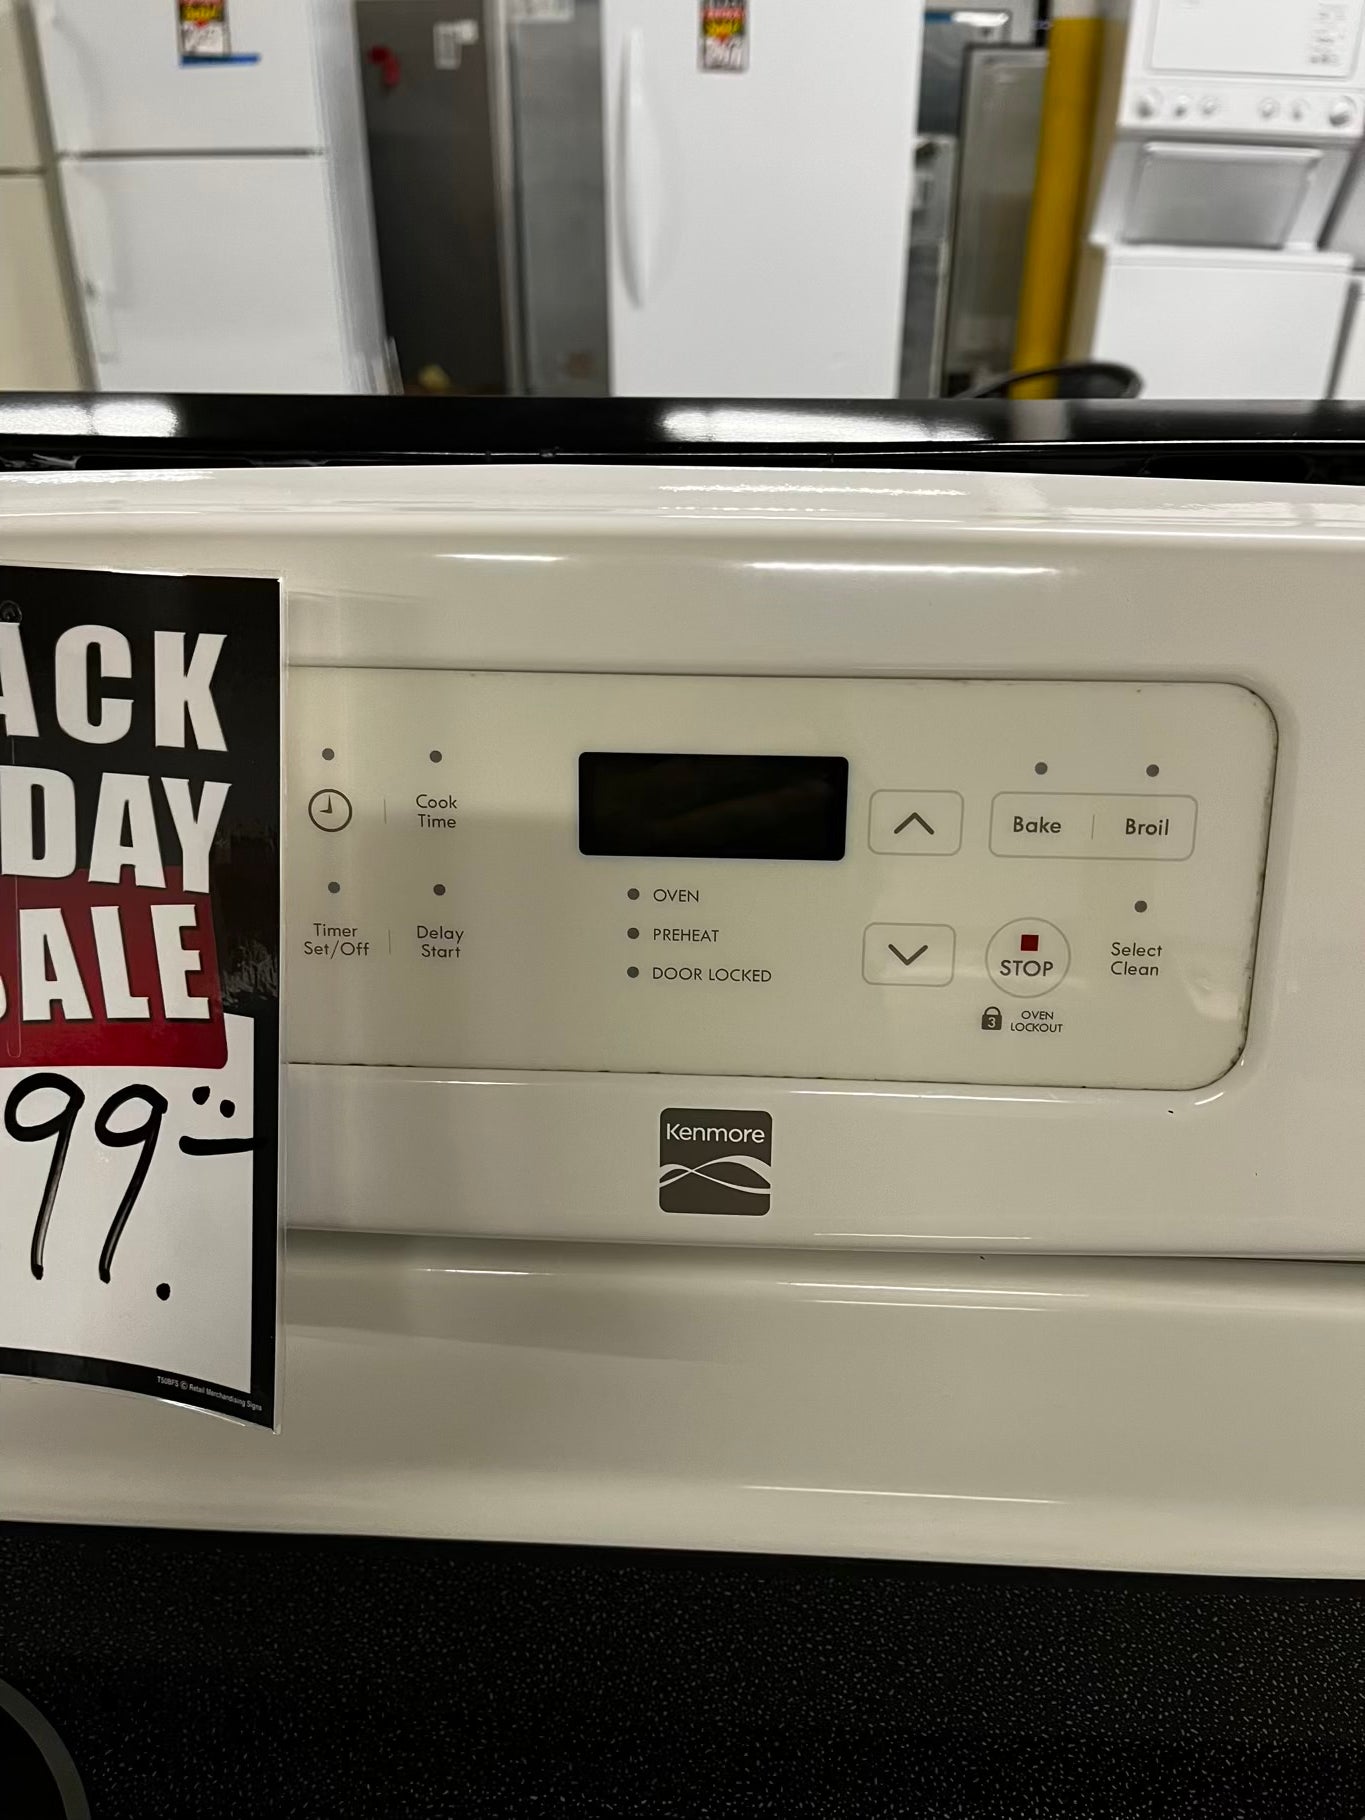 ACK
DAY
SALE
99.
T50BFS © Retail Merchandising Signs
Cook
Time
Timer
Set/Off
Delay
Start
OVEN
PREHEAT
DOOR LOCKED
Bake
Broil
STOP
Select
Clean
3
OVEN
LOCKOUT
Kenmore